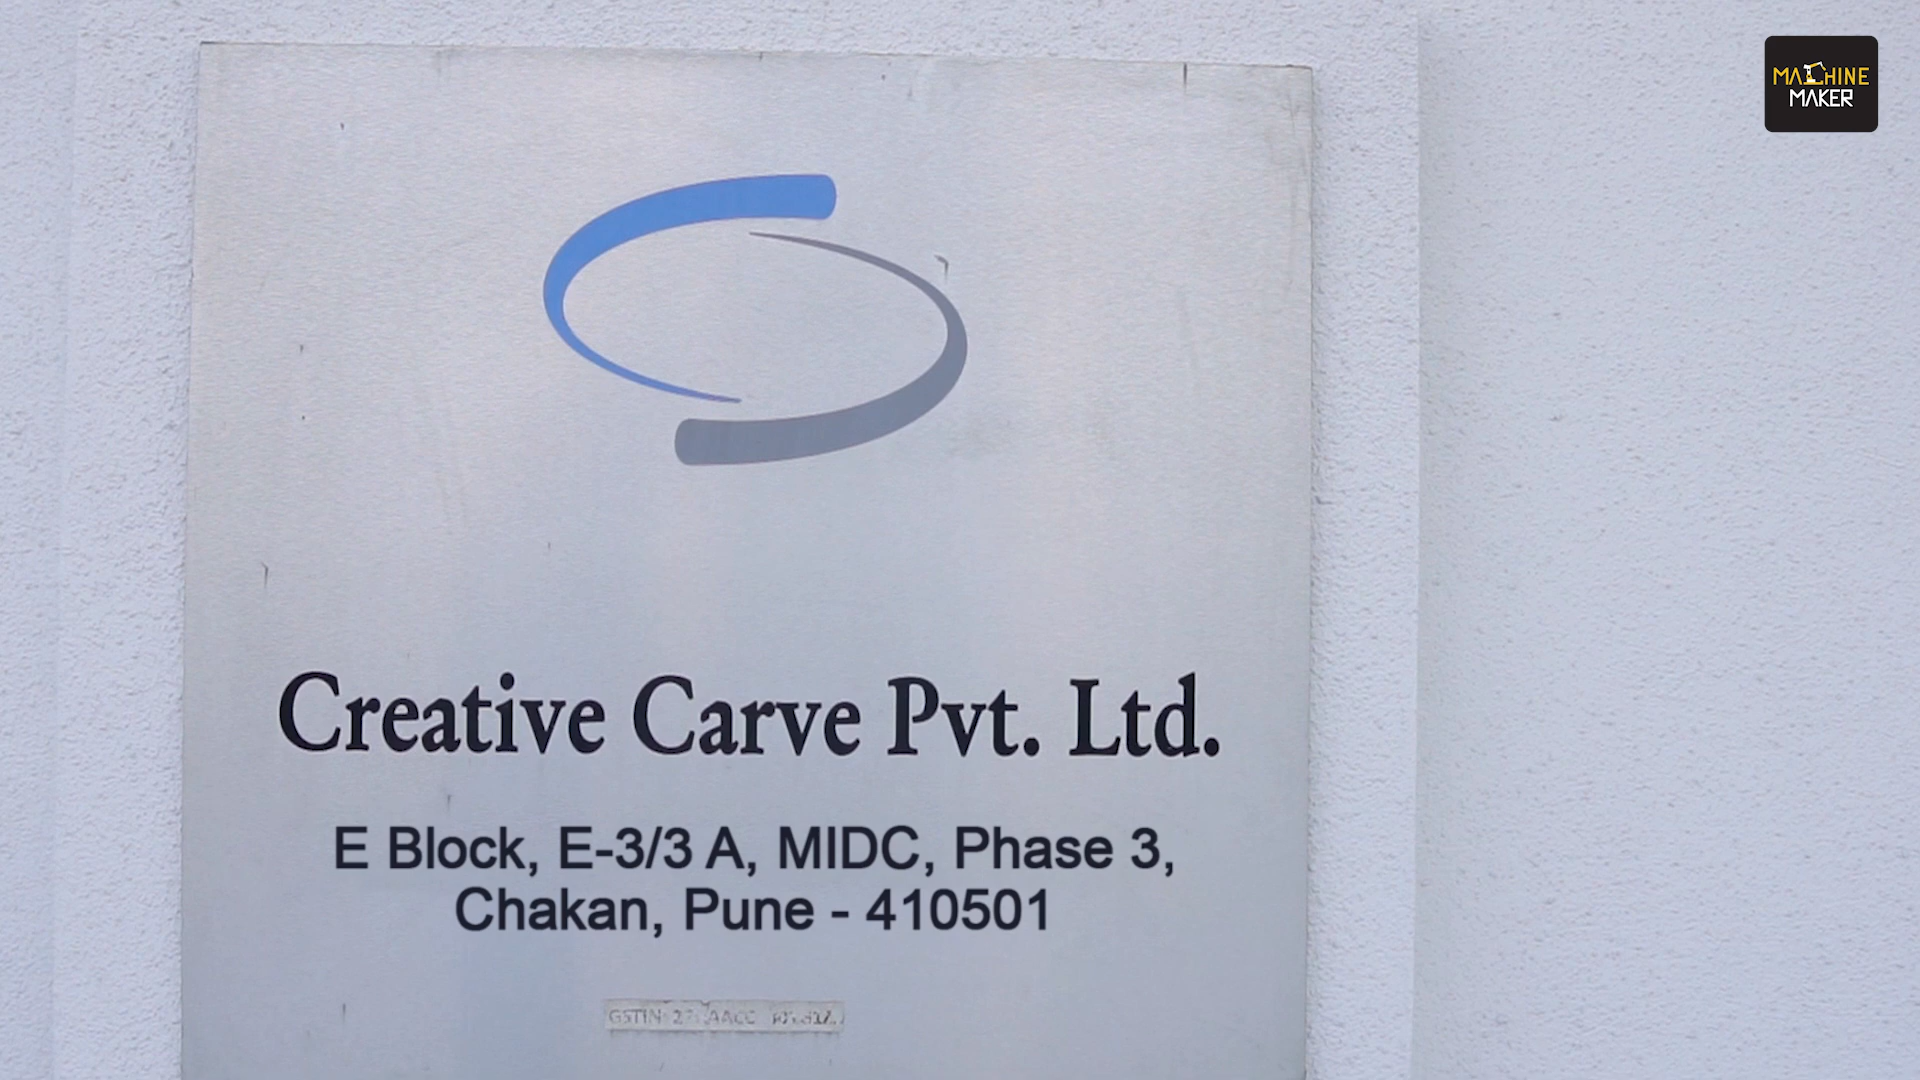 MACHINE
MAKER
Creative Carve Pvt. Ltd.
E Block, E-3/3 A, MIDC, Phase 3,
Chakan, Pune - 410501
GSTIN